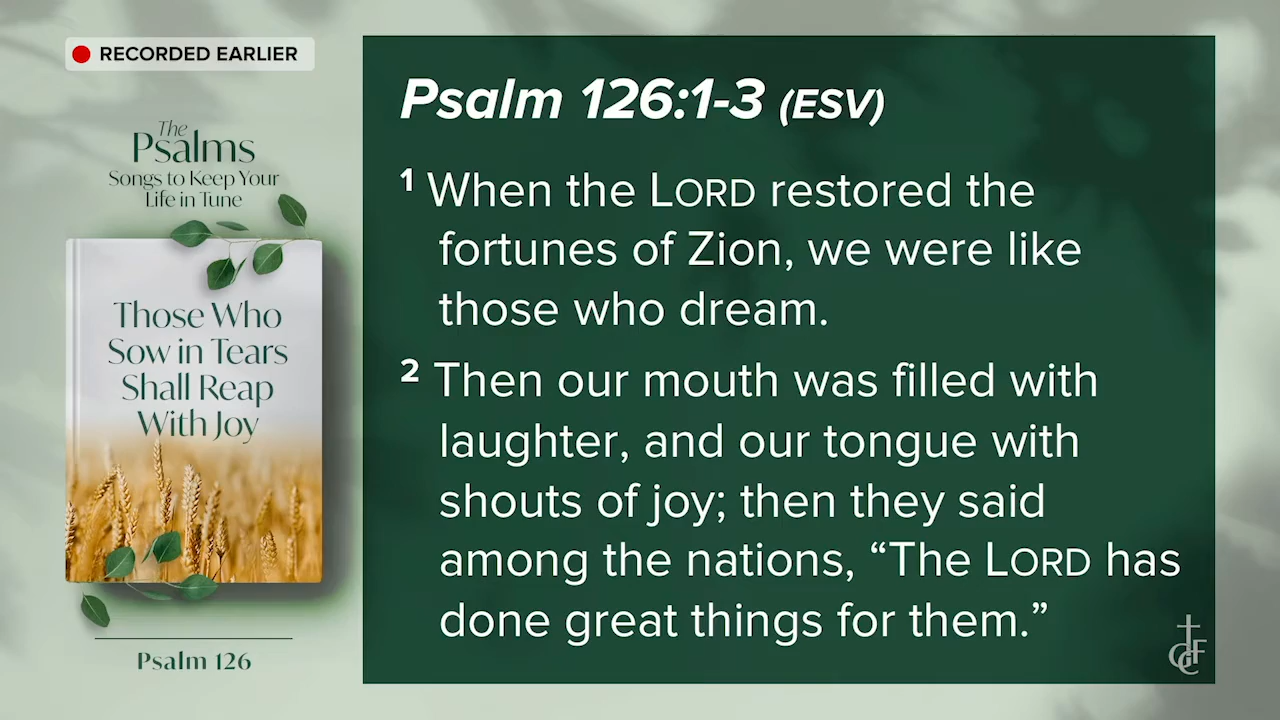 RECORDED EARLIER
The
Psalms
Songs to Keep Your
Life in Tune
Those Who
Sow in Tears
Shall Reap
With Joy
Psalm 126
Psalm 126:1-3 (ESV)
1 When the LORD restored the
fortunes of Zion, we were like
those who dream.
2 Then our mouth was filled with
laughter, and our tongue with
shouts of joy; then they said
among the nations, “The LORD has
done great things for them.”
GCF